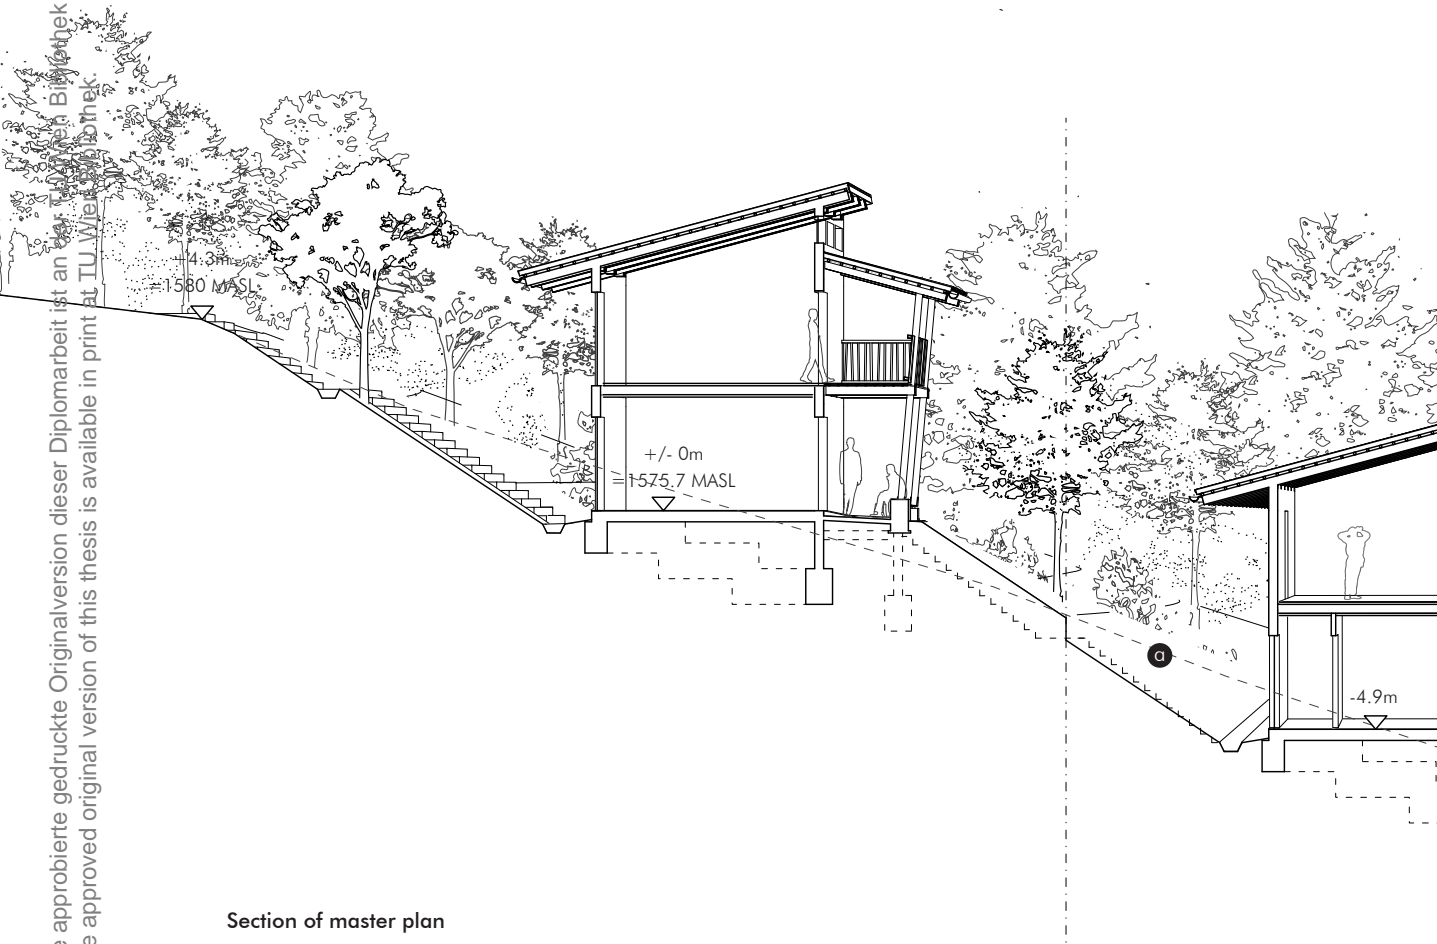 e approbierte gedruckte Originalversion dieser Diplomarbeit ist an der TU Wien Bibliothek
e approved original version of this thesis is available in print at TU Wien Bibliothek.
+4.3m
=1580 MASL
+/- 0m
=1575.7 MASL
a
-4.9m
Section of master plan